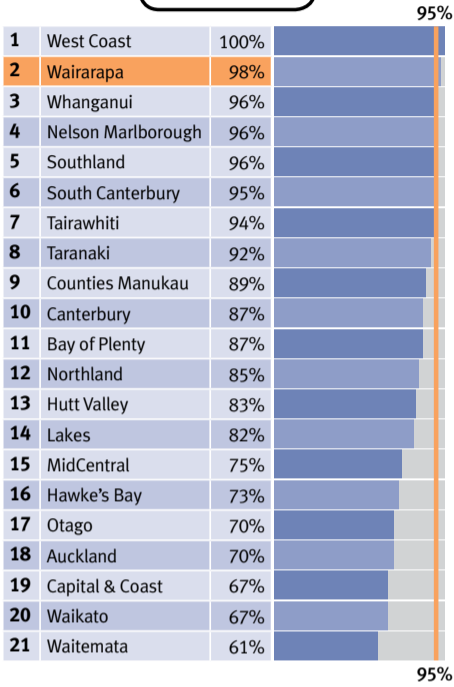 95%
1 West Coast 100%
2 Wairarapa 98%
3 Whanganui 96%
4 Nelson Marlborough 96%
5 Southland 96%
6 South Canterbury 95%
7 Tairawhiti 94%
8 Taranaki 92%
9 Counties Manukau 89%
10 Canterbury 87%
11 Bay of Plenty 87%
12 Northland 85%
13 Hutt Valley 83%
14 Lakes 82%
15 MidCentral 75%
16 Hawke's Bay 73%
17 Otago 70%
18 Auckland 70%
19 Capital & Coast 67%
20 Waikato 67%
21 Waitemata 61%
95%